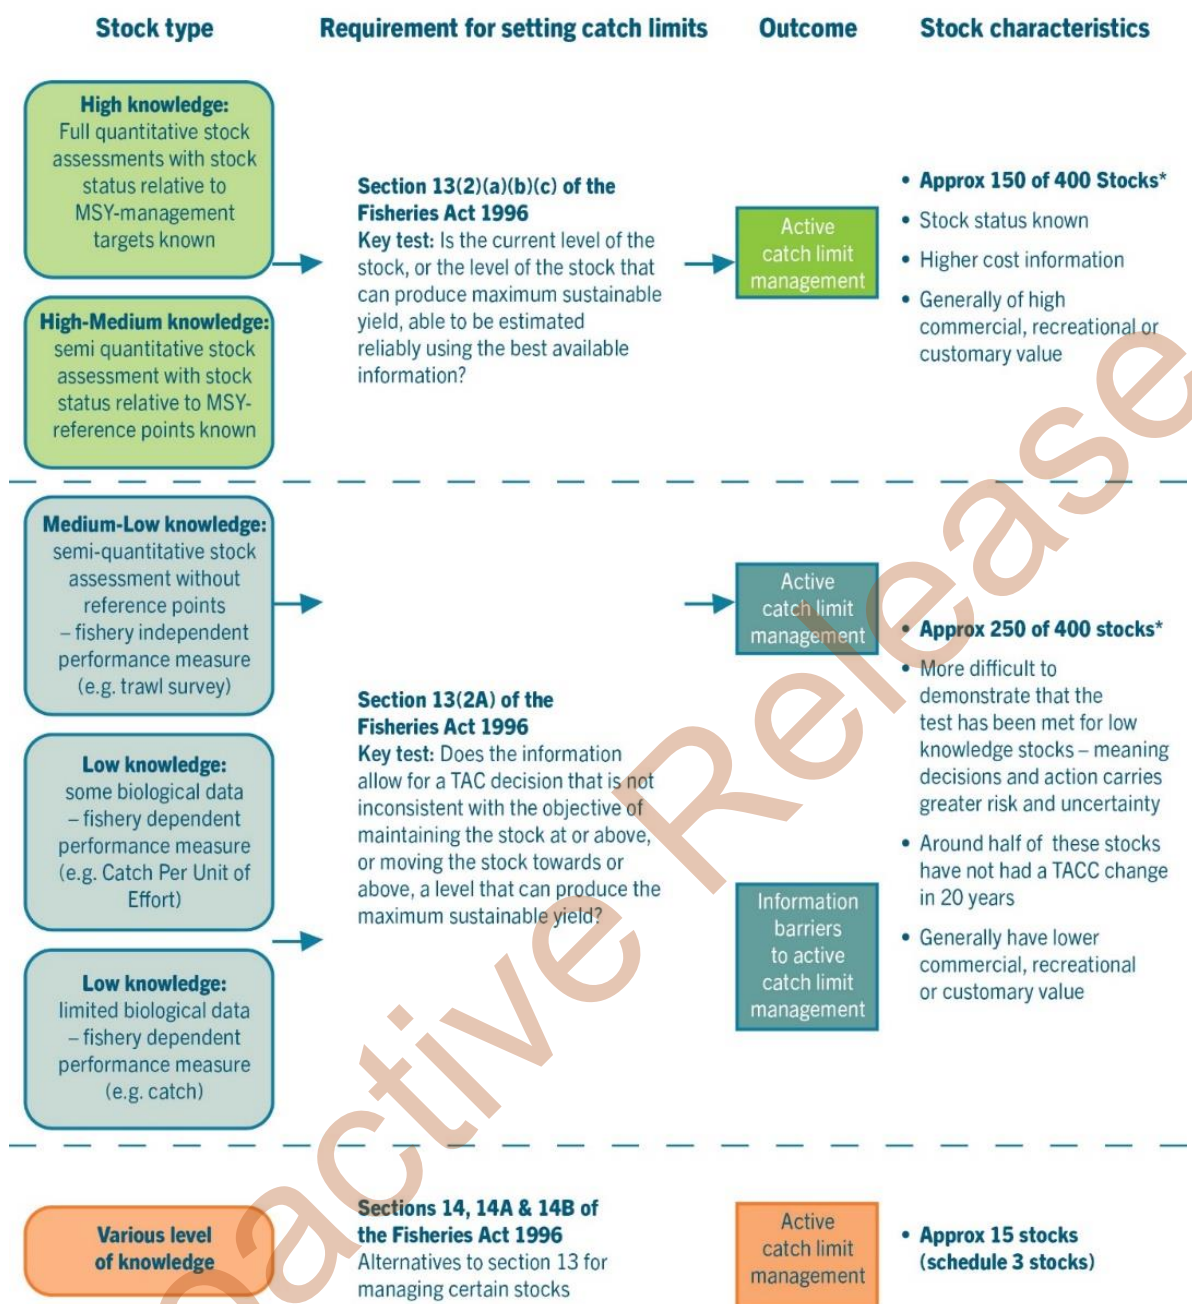 Stock type
Requirement for setting catch limits
Outcome
Stock characteristics
High knowledge:
Full quantitative stock
assessments with stock
status relative to
MSY-management
targets known
High-Medium knowledge:
semi quantitative stock
assessment with stock
status relative to MSY-
reference points known
Section 13(2)(a)(b)(c) of the
Fisheries Act 1996
Key test: Is the current level of the
stock, or the level of the stock that
can produce maximum sustainable
yield, able to be estimated
reliably using the best available
information?
Active
catch limit
management
• Approx 150 of 400 Stocks*
• Stock status known
• Higher cost information
• Generally of high
commercial, recreational or
customary value
Medium-Low knowledge:
semi-quantitative stock
assessment without
reference points
– fishery independent
performance measure
(e.g. trawl survey)
Low knowledge:
some biological data
– fishery dependent
performance measure
(e.g. Catch Per Unit of
Effort)
Low knowledge:
limited biological data
– fishery dependent
performance measure
(e.g. catch)
Section 13(2A) of the
Fisheries Act 1996
Key test: Does the information
allow for a TAC decision that is not
inconsistent with the objective of
maintaining the stock at or above,
or moving the stock towards or
above, a level that can produce the
maximum sustainable yield?
Active
catch limit
management
Information
barriers
to active
catch limit
management
• Approx 250 of 400 stocks*
• More difficult to
demonstrate that the
test has been met for low
knowledge stocks – meaning
decisions and action carries
greater risk and uncertainty
• Around half of these stocks
have not had a TACC change
in 20 years
• Generally have lower
commercial, recreational
or customary value
Various level
of knowledge
Sections 14, 14A & 14B of
the Fisheries Act 1996
Alternatives to section 13 for
managing certain stocks
Active
catch limit
management
• Approx 15 stocks
(schedule 3 stocks)
oactive Release